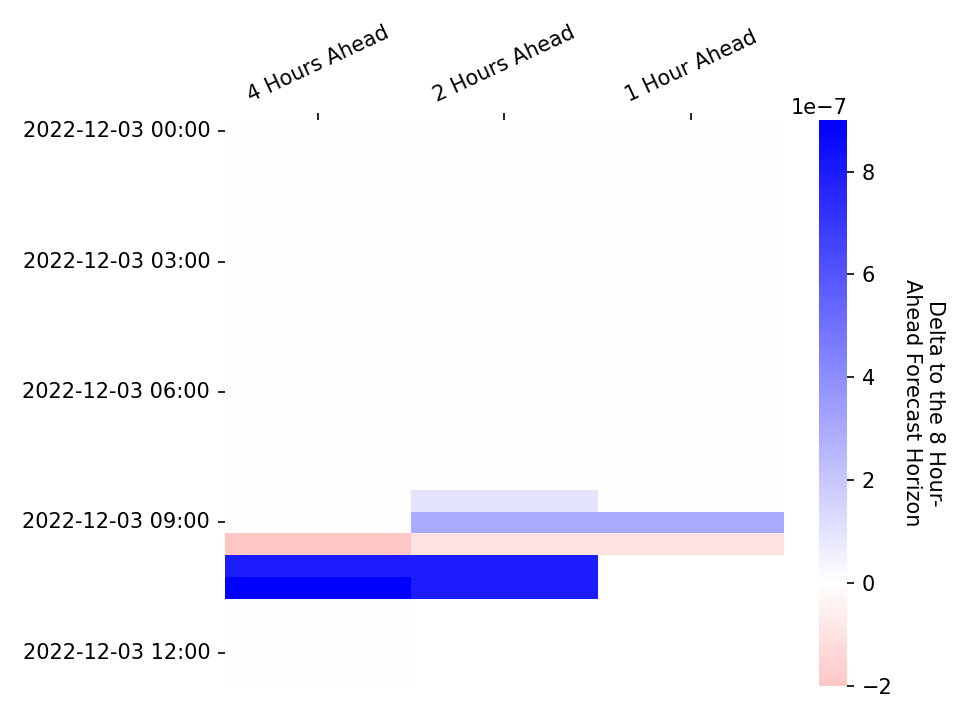 4 Hours Ahead
2 Hours Ahead
1 Hour Ahead
2022-12-03 00:00
2022-12-03 03:00
2022-12-03 06:00
2022-12-03 09:00
2022-12-03 12:00
1e−7
8
6
4
2
0
−2
Delta to the 8 Hour-
Ahead Forecast Horizon